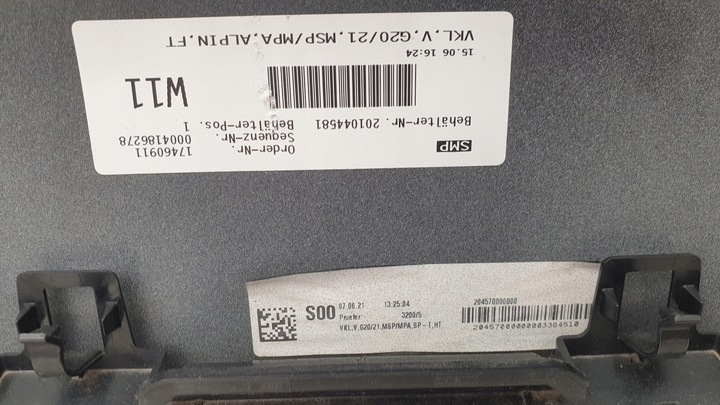 SMP
Order-Nr. 17460911
Sequenz-Nr. 0004186278
Behälter-Nr. 201044581 Behälter-Pos. 1
W11
15.06 16:24
VKL,V,G20/21,MSP/MPA,ALPIN,FT
S00 07.06.21 13:25:04
Pruefer: 3200/5
VKL,V,G20/21,MSP/MPA,SP-T,HT
204570000000